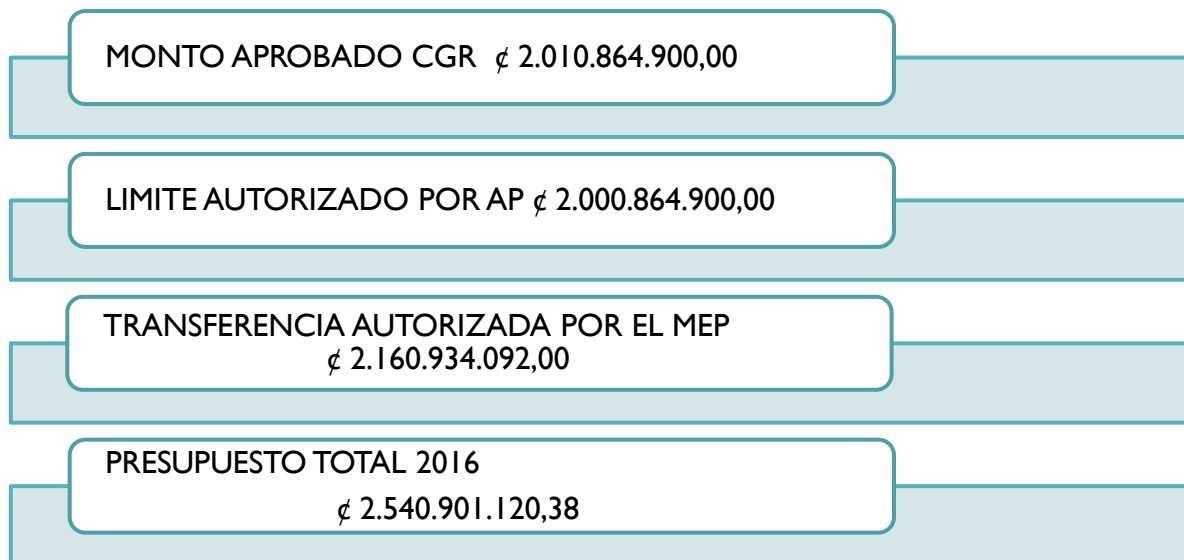 MONTO APROBADO CGR ₡ 2.010.864.900,00
LIMITE AUTORIZADO POR AP ₡ 2.000.864.900,00
TRANSFERENCIA AUTORIZADA POR EL MEP
₡ 2.160.934.092,00
PRESUPUESTO TOTAL 2016
₡ 2.540.901.120,38